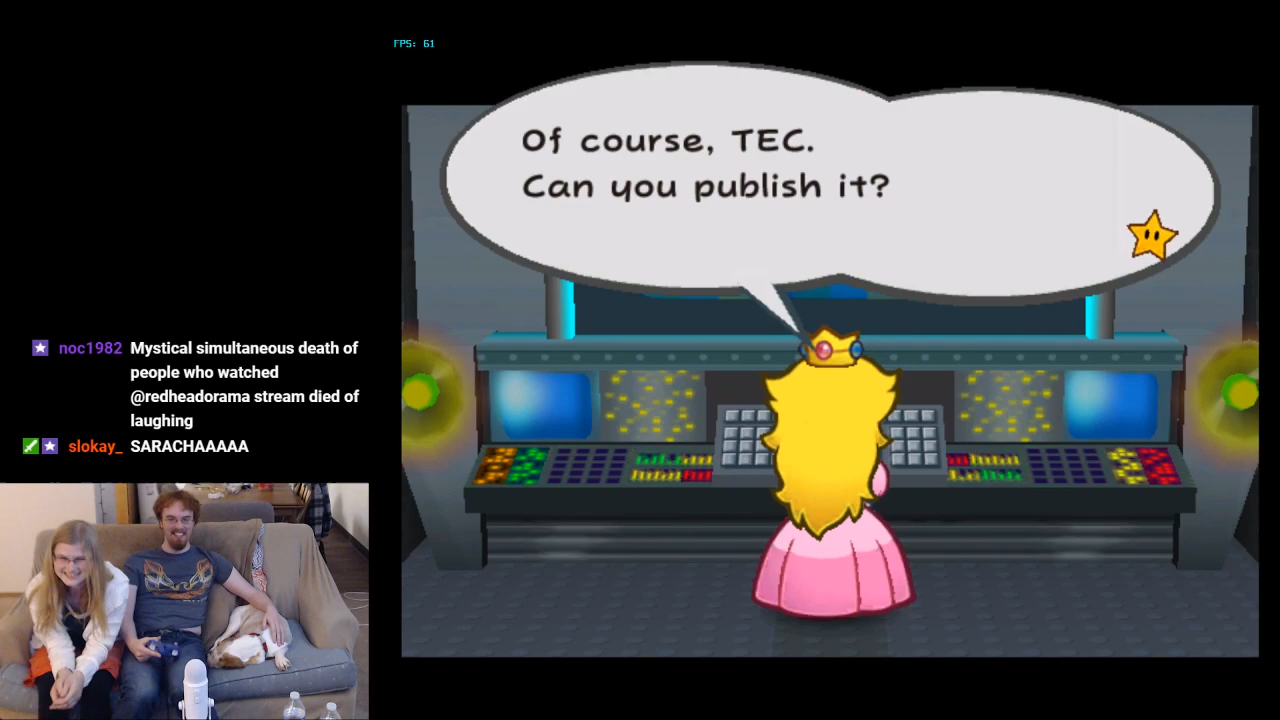 FPS: 61
Of course, TEC.
Can you publish it?
noc1982 Mystical simultaneous death of
people who watched
@redheadorama stream died of
laughing
slokay_ SARACHAAAAA